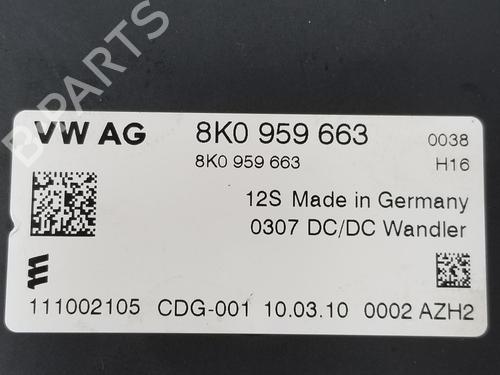 B-PARTS
VW AG 8K0 959 663 0038
8K0 959 663 H16
12S Made in Germany
0307 DC/DC Wandler
111002105 CDG-001 10.03.10 0002 AZH2